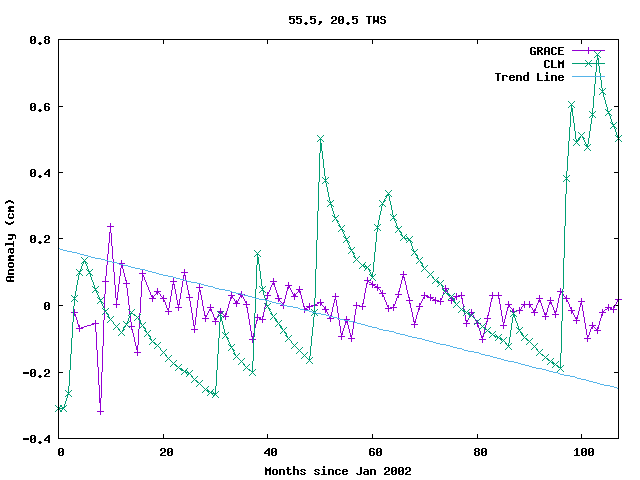 55.5, 20.5 TWS
GRACE
CLM
Trend Line
0.8
0.6
0.4
0.2
0
-0.2
-0.4
Anomaly (cm)
0 20 40 60 80 100
Months since Jan 2002